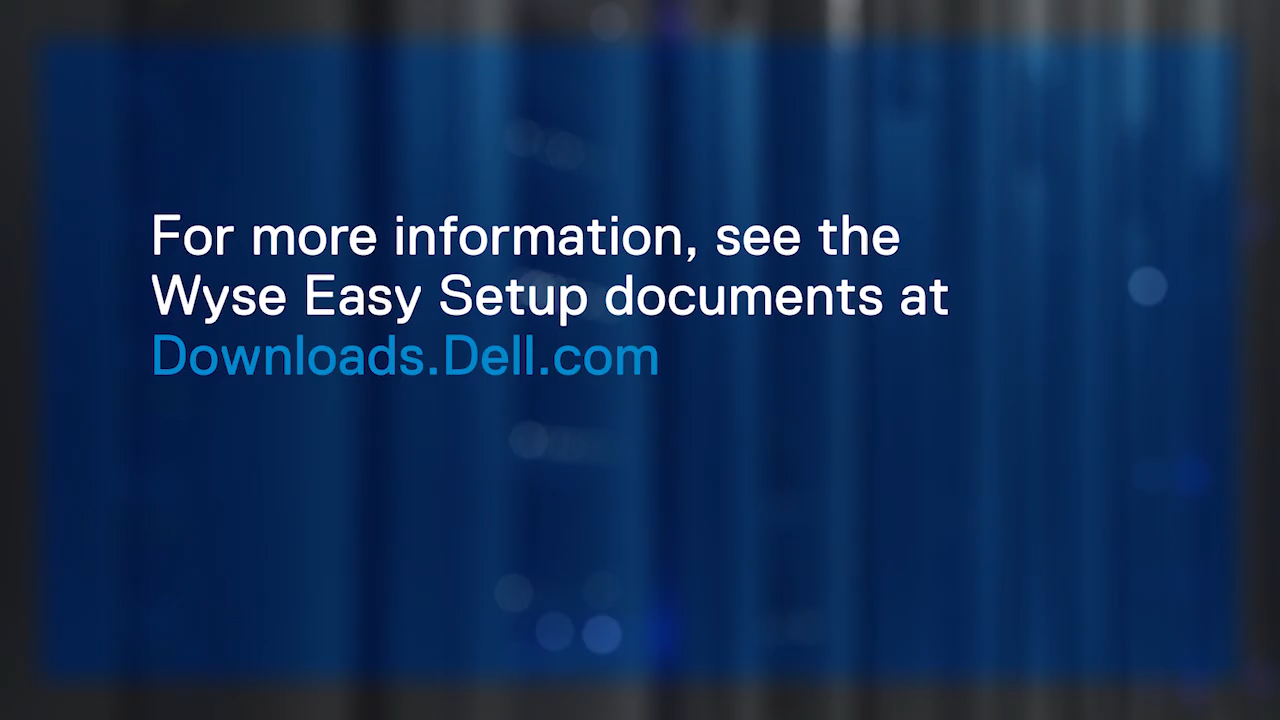 For more information, see the
Wyse Easy Setup documents at
Downloads.Dell.com